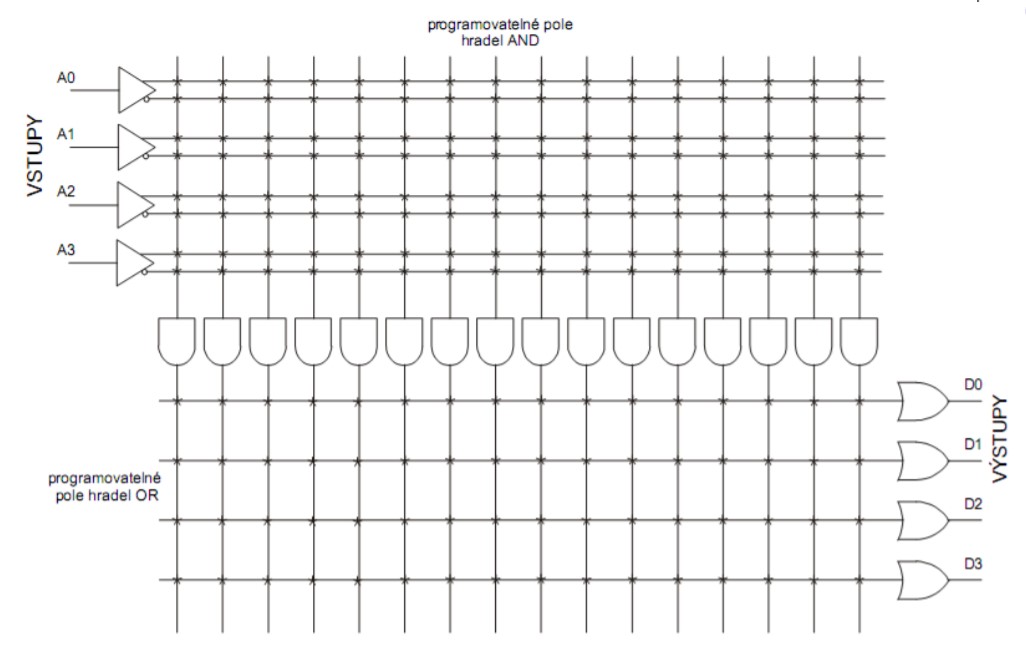 programovatelné pole
hradel AND
A0
A1
A2
A3
VSTUPY
D0
D1
D2
D3
VÝSTUPY
programovatelné
pole hradel OR